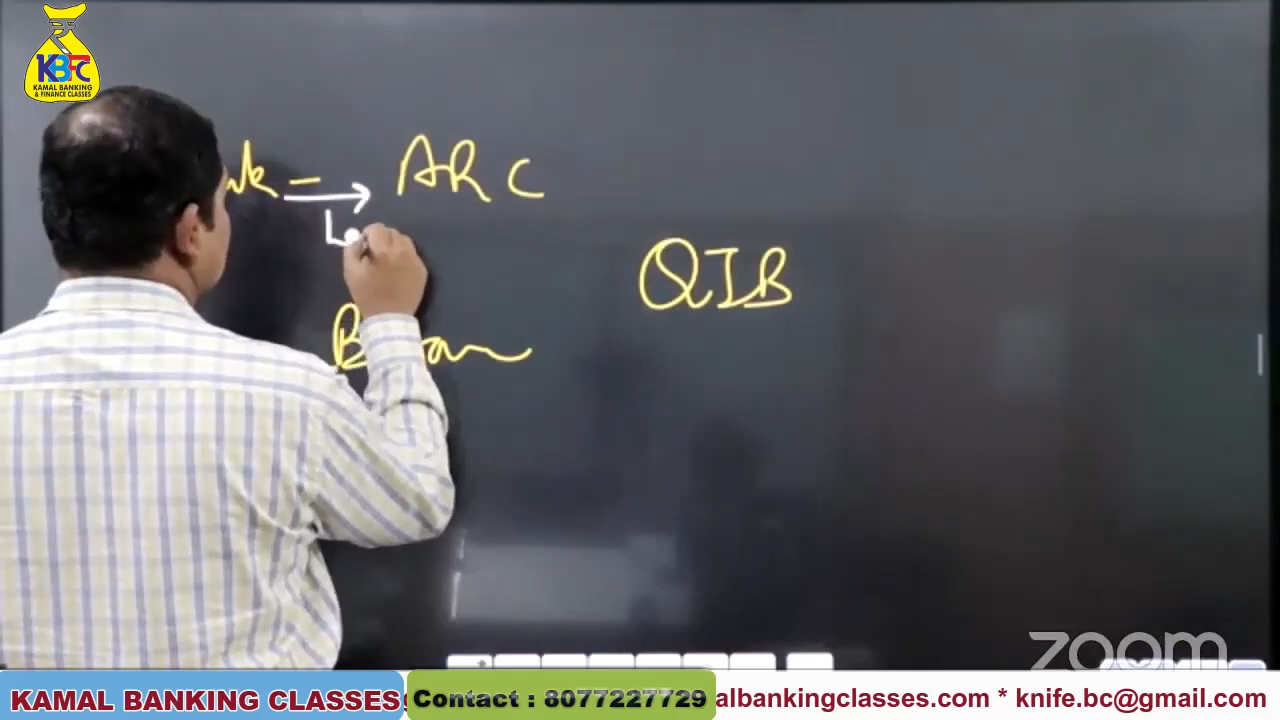 KBFC
KAMAL BANKING
& FINANCE CLASSES
ARC
QIB
zoom
KAMAL BANKING CLASSES
Contact : 8077227729
albankingclasses.com * knife.bc@gmail.com